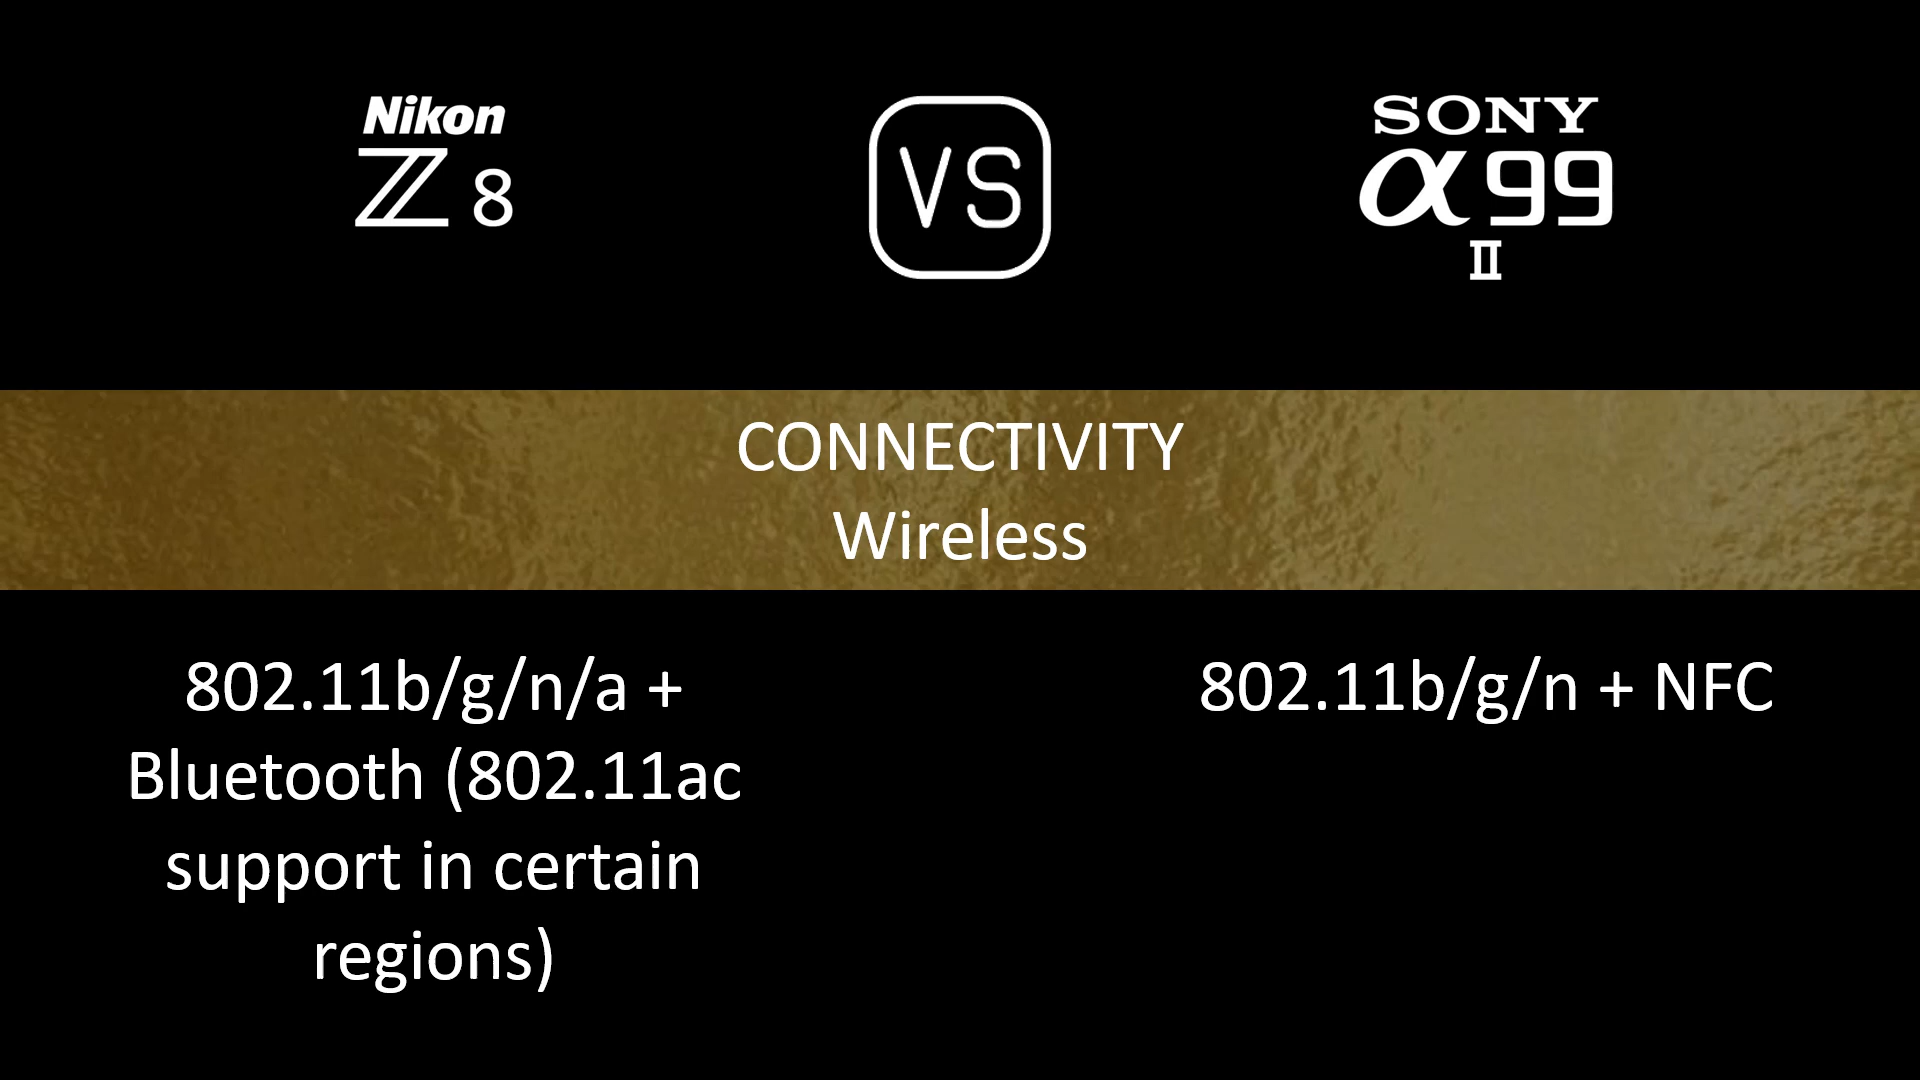 Nikon
Z 8
VS
SONY
α99
II
CONNECTIVITY
Wireless
802.11b/g/n/a +
Bluetooth (802.11ac
support in certain
regions)
802.11b/g/n + NFC